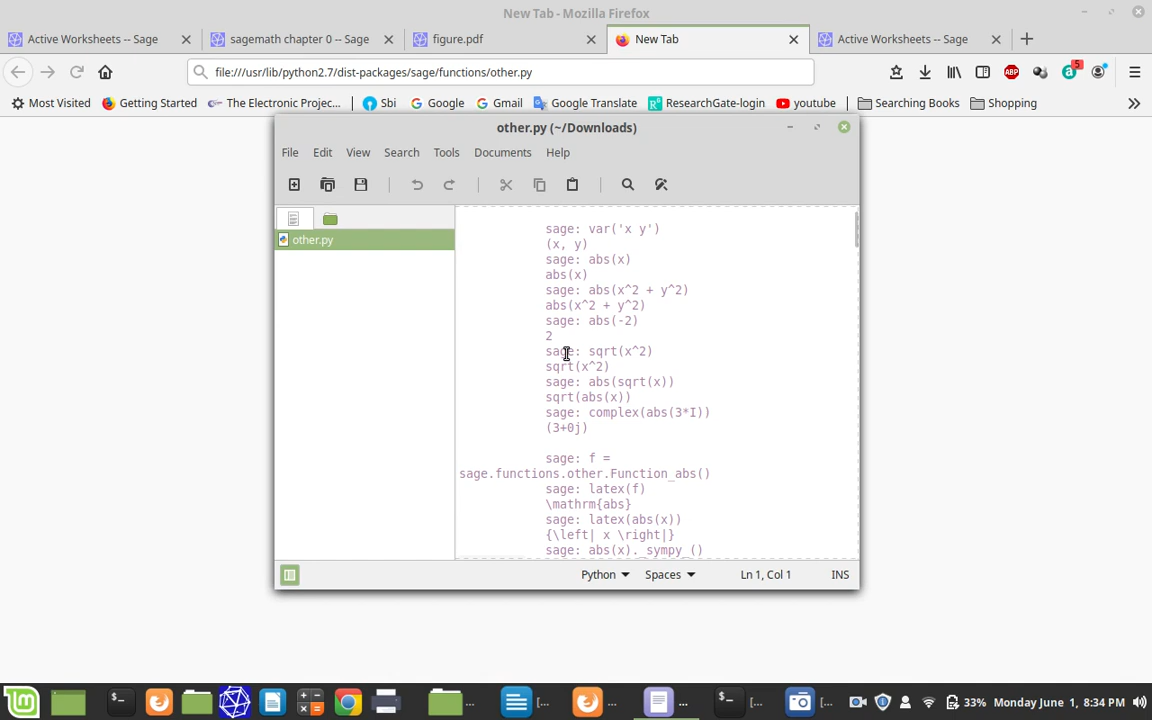 New Tab - Mozilla Firefox
Active Worksheets -- Sage
sagemath chapter 0 -- Sage
figure.pdf
New Tab
Active Worksheets -- Sage
file:///usr/lib/python2.7/dist-packages/sage/functions/other.py
ABP
5
Most Visited
Getting Started
The Electronic Projec...
Sbi
Google
Gmail
Google Translate
ResearchGate-login
youtube
Searching Books
Shopping
other.py (~/Downloads)
File Edit View Search Tools Documents Help
other.py
sage: var('x y')
(x, y)
sage: abs(x)
abs(x)
sage: abs(x^2 + y^2)
abs(x^2 + y^2)
sage: abs(-2)
2
sage: sqrt(x^2)
sqrt(x^2)
sage: abs(sqrt(x))
sqrt(abs(x))
sage: complex(abs(3*I))
(3+0j)
sage: f =
sage.functions.other.Function_abs()
sage: latex(f)
\mathrm{abs}
sage: latex(abs(x))
{\left| x \right|}
sage: abs(x)._sympy_()
Python Spaces Ln 1, Col 1 INS
... [... ... ... [... [... 33% Monday June 1, 8:34 PM